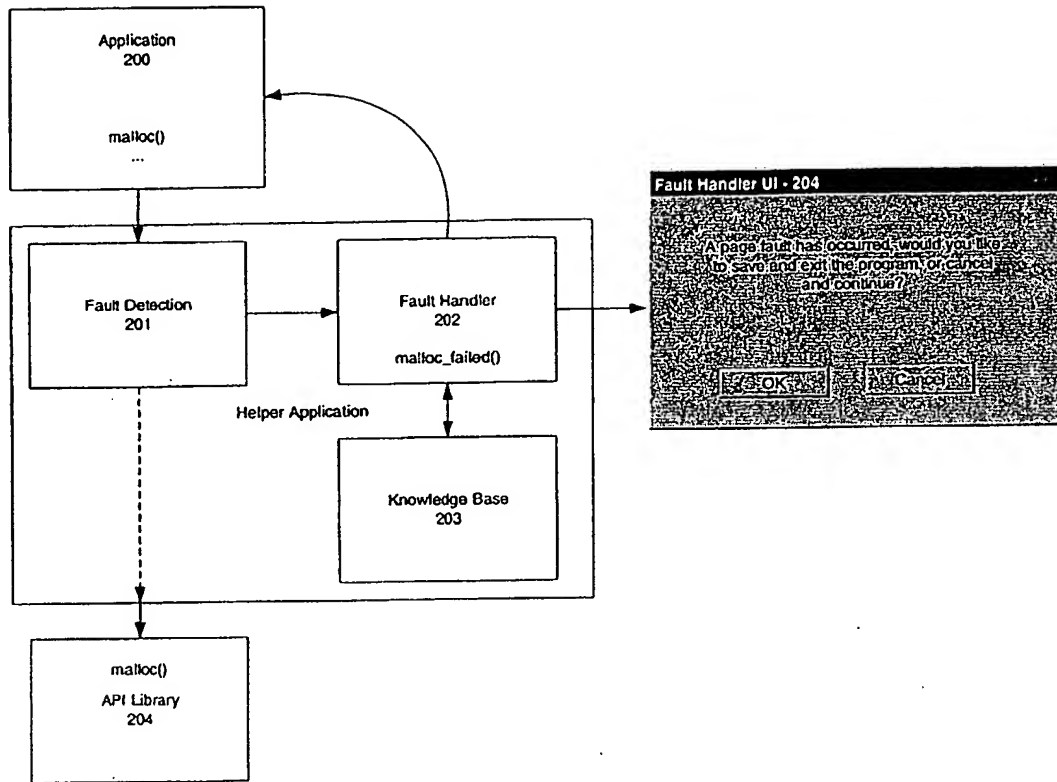 Application
200
malloc()
...
Fault Detection
201
Fault Handler
202
malloc_failed()
Helper Application
Knowledge Base
203
malloc()
API Library
204
Fault Handler UI - 204
A page fault has occurred, would you like
to save and exit the program, or cancel
and continue?
OK
Cancel